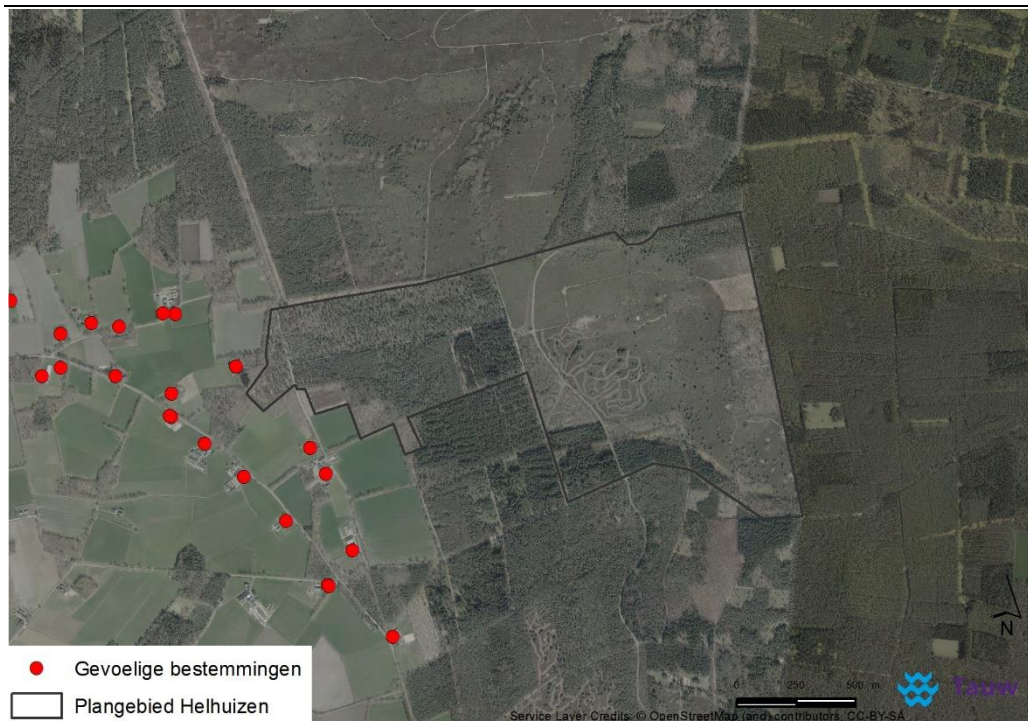 N
Gevoelige bestemmingen
Plangebied Helhuizen
0 250 500 m
Tauw
Service Layer Credits: © OpenStreetMap (and) contributors, CC-BY-SA